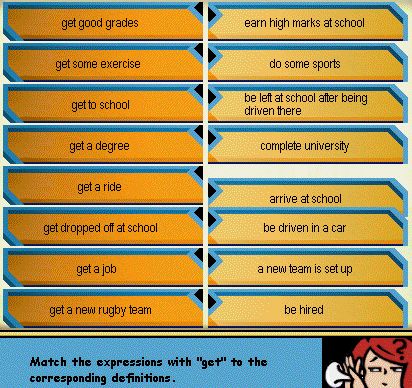 get good grades
earn high marks at school
get some exercise
do some sports
get to school
be left at school after being
driven there
get a degree
complete university
get a ride
arrive at school
get dropped off at school
be driven in a car
get a job
a new team is set up
get a new rugby team
be hired
Match the expressions with "get" to the
corresponding definitions.
?